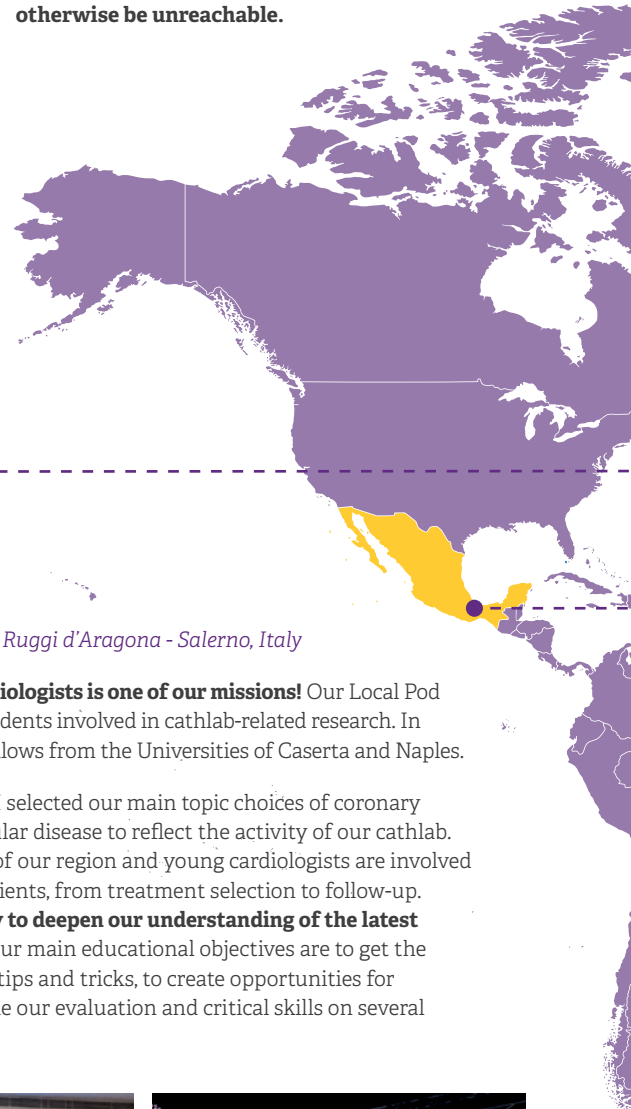 otherwise be unreachable.
Ruggi d’Aragona - Salerno, Italy
diologists is one of our missions! Our Local Pod
dents involved in cathlab-related research. In
llows from the Universities of Caserta and Naples.
selected our main topic choices of coronary
ular disease to reflect the activity of our cathlab.
of our region and young cardiologists are involved
ients, from treatment selection to follow-up.
y to deepen our understanding of the latest
ur main educational objectives are to get the
tips and tricks, to create opportunities for
e our evaluation and critical skills on several